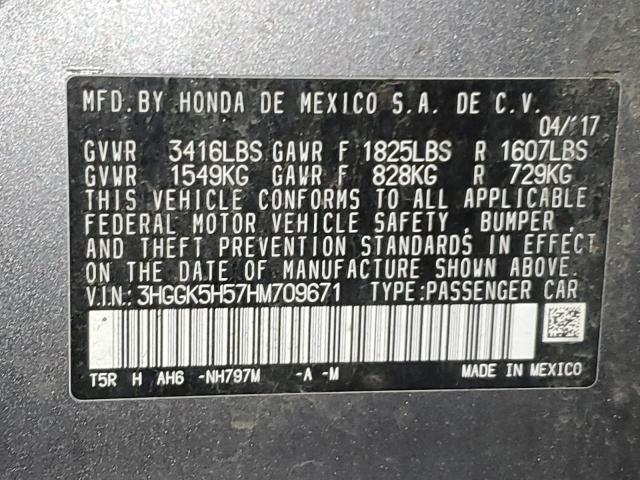 MFD. BY HONDA DE MEXICO S.A. DE C.V.
04/17
GVWR 3416LBS GAWR F 1825LBS R 1607LBS
GVWR 1549KG GAWR F 828KG R 729KG
THIS VEHICLE CONFORMS TO ALL APPLICABLE
FEDERAL MOTOR VEHICLE SAFETY , BUMPER ,
AND THEFT PREVENTION STANDARDS IN EFFECT
ON THE DATE OF MANUFACTURE SHOWN ABOVE.
V.I.N: 3HGGK5H57HM709671 TYPE:PASSENGER CAR
T5R H AH6 -NH797M -A -M MADE IN MEXICO